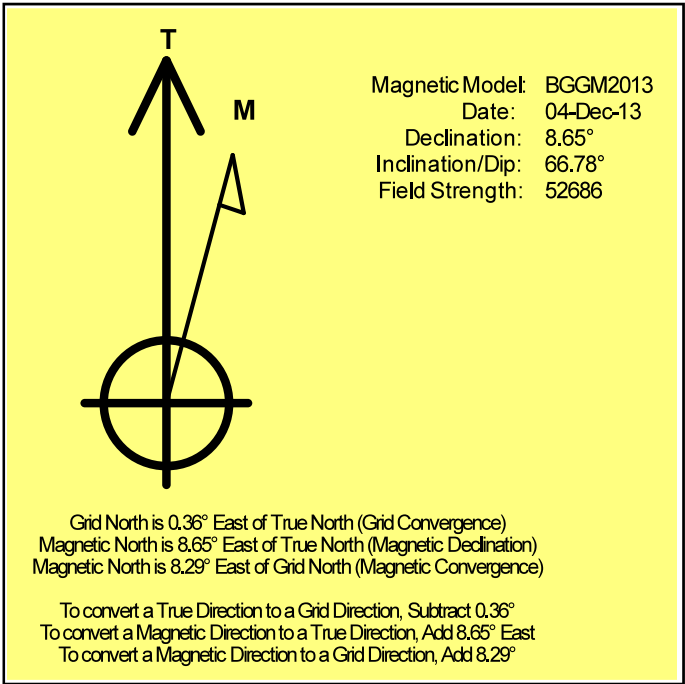 T
M
Magnetic Model: BGGM2013
Date: 04-Dec-13
Declination: 8.65°
Inclination/Dip: 66.78°
Field Strength: 52686
Grid North is 0.36° East of True North (Grid Convergence)
Magnetic North is 8.65° East of True North (Magnetic Declination)
Magnetic North is 8.29° East of Grid North (Magnetic Convergence)
To convert a True Direction to a Grid Direction, Subtract 0.36°
To convert a Magnetic Direction to a True Direction, Add 8.65° East
To convert a Magnetic Direction to a Grid Direction, Add 8.29°